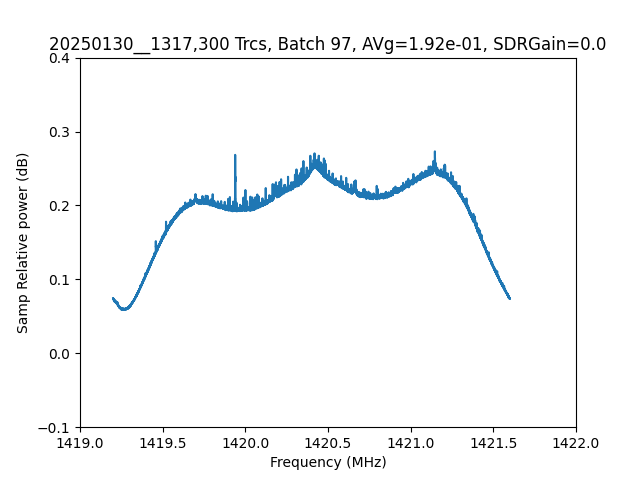 20250130__1317,300 Trcs, Batch 97, AVg=1.92e-01, SDRGain=0.0
0.4
0.3
0.2
0.1
0.0
−0.1
Samp Relative power (dB)
1419.0 1419.5 1420.0 1420.5 1421.0 1421.5 1422.0
Frequency (MHz)